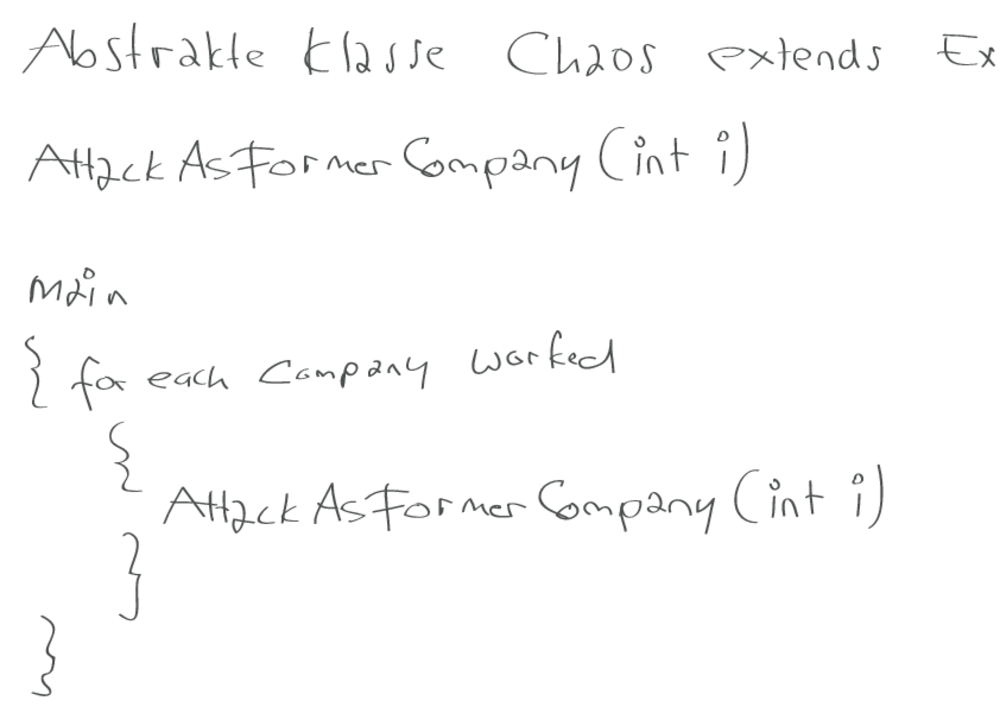 Abstrakte Klasse Chaos extends Ex
AttackAsFormerCompany(int i)
main
{ for each Company worked
{
AttackAsFormerCompany(int i)
}
}